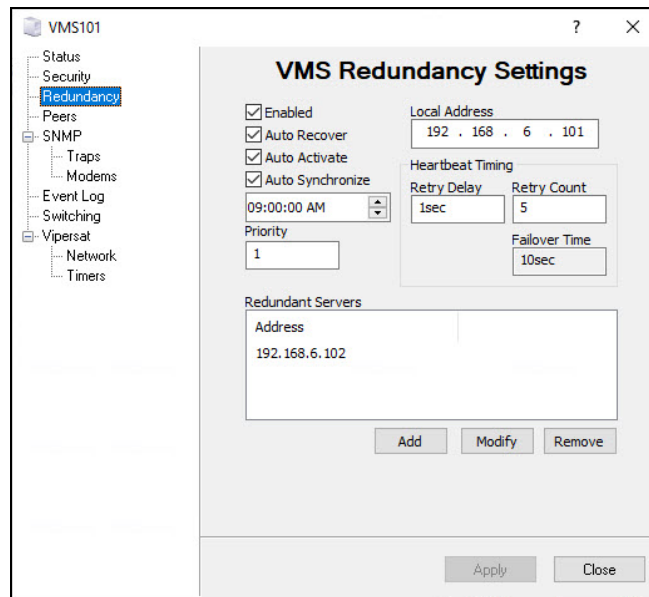 VMS101
?
Status
Security
Redundancy
Peers
SNMP
Traps
Modems
Event Log
Switching
Vipersat
Network
Timers
VMS Redundancy Settings
Enabled
Auto Recover
Auto Activate
Auto Synchronize
09:00:00 AM
Priority
1
Local Address
192 . 168 . 6 . 101
Heartbeat Timing
Retry Delay Retry Count
1sec 5
Failover Time
10sec
Redundant Servers
Address
192.168.6.102
Add Modify Remove
Apply Close